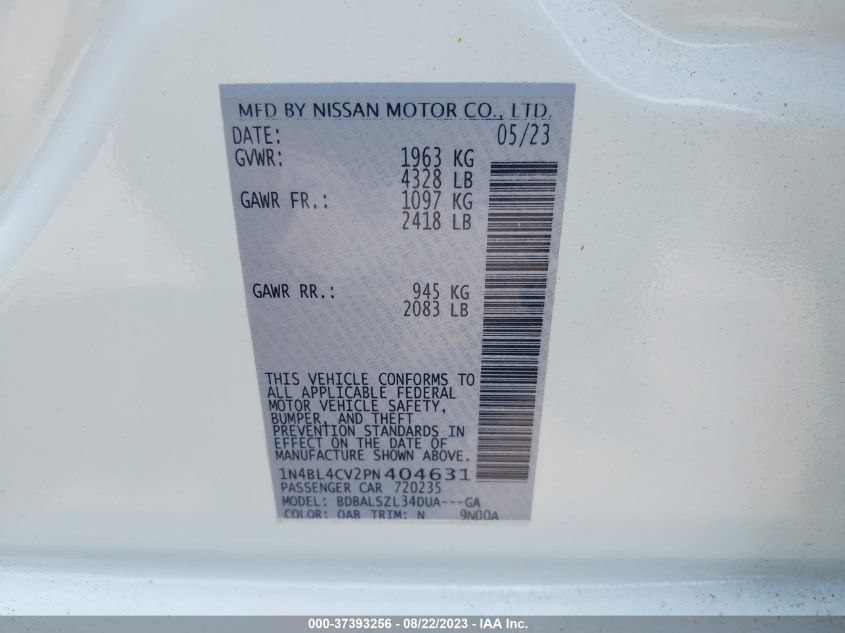 MFD BY NISSAN MOTOR CO., LTD.
DATE: 05/23
GVWR: 1963 KG
4328 LB
GAWR FR.: 1097 KG
2418 LB
GAWR RR.: 945 KG
2083 LB
THIS VEHICLE CONFORMS TO
ALL APPLICABLE FEDERAL
MOTOR VEHICLE SAFETY,
BUMPER, AND THEFT
PREVENTION STANDARDS IN
EFFECT ON THE DATE OF
MANUFACTURE SHOWN ABOVE.
1N4BL4CV2PN404631
PASSENGER CAR 720235
MODEL: BDBALSZL34DUA---GA
COLOR: QAB TRIM: N 9N00A
000-37393256 - 08/22/2023 - IAA Inc.